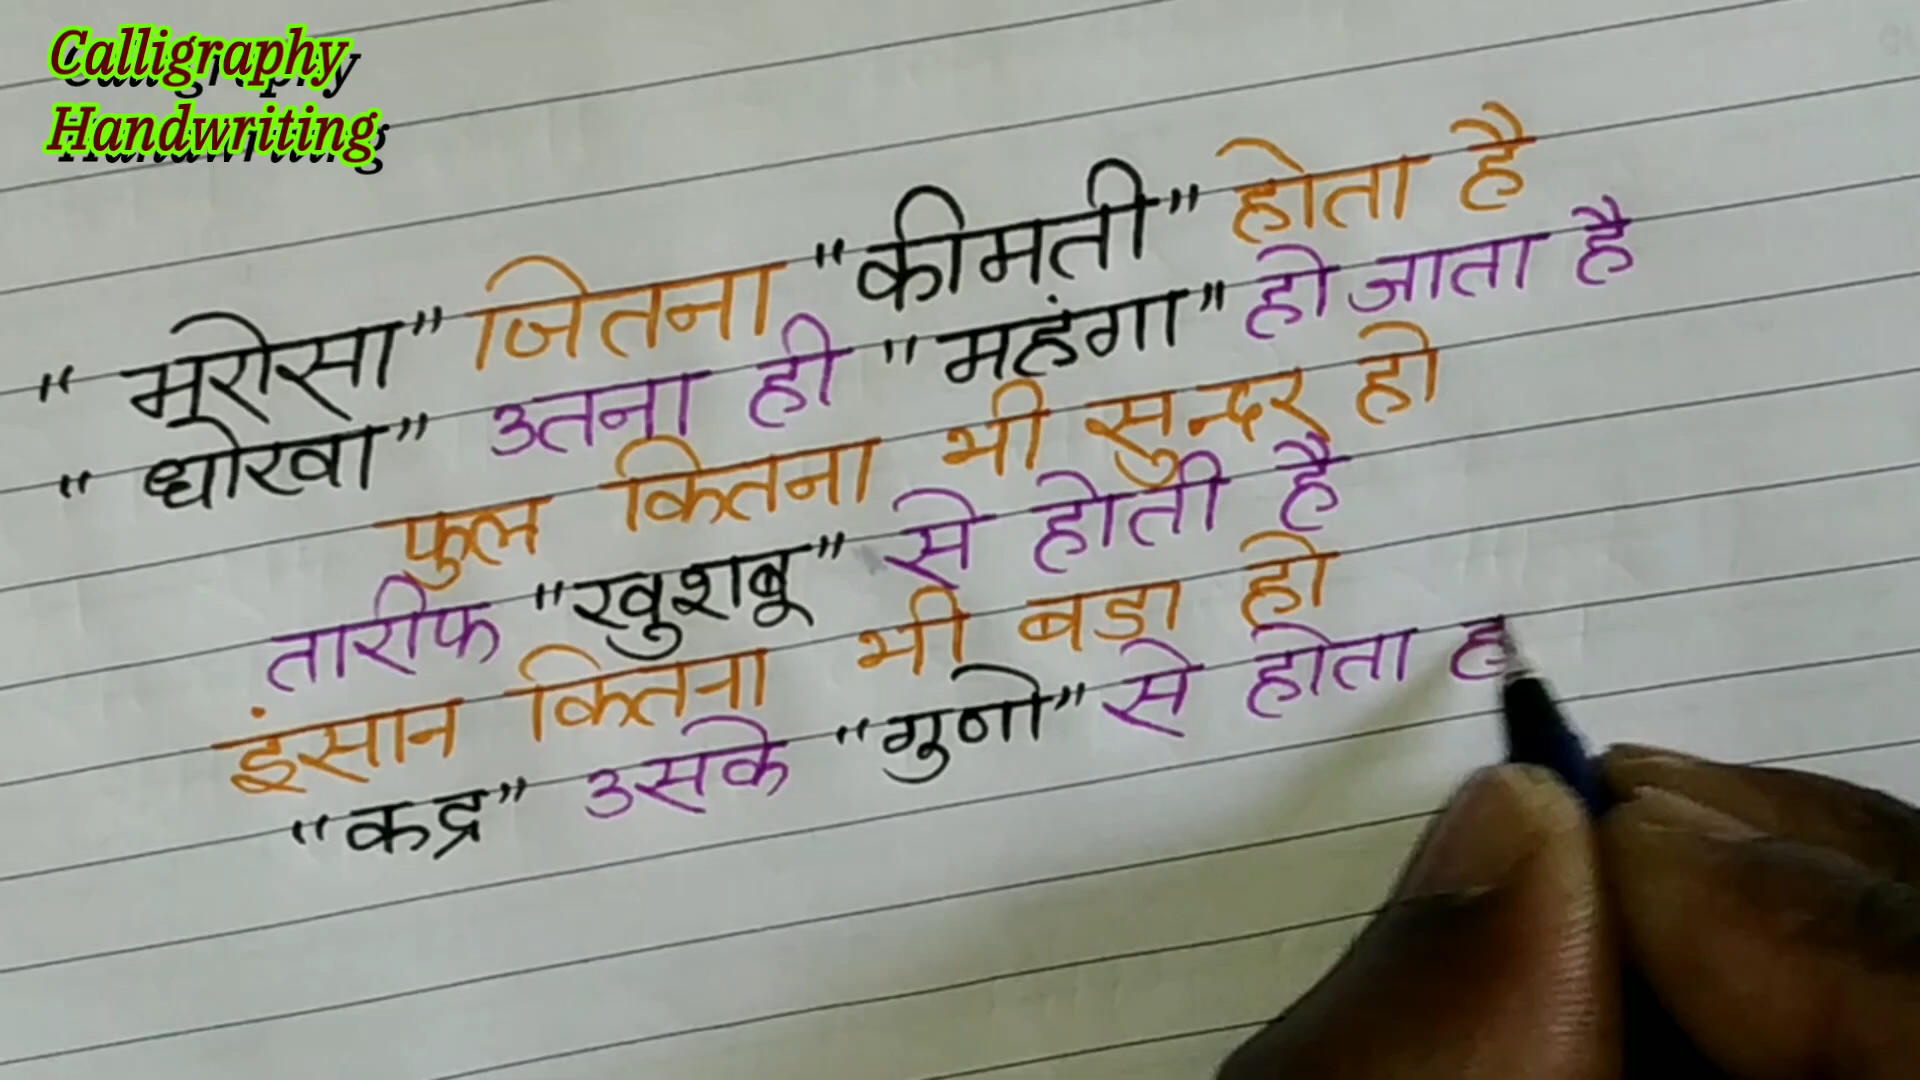 Calligraphy
Handwriting
"भरोसा" जितना "कीमती" होता है
"धोखा" उतना ही "महंगा" हो जाता है
फुल कितना भी सुन्दर हो
तारीफ "खुशबू" से होती है
इंसान कितना भी बडा हो
"कद्र" उसके "गुणो" से होता ह